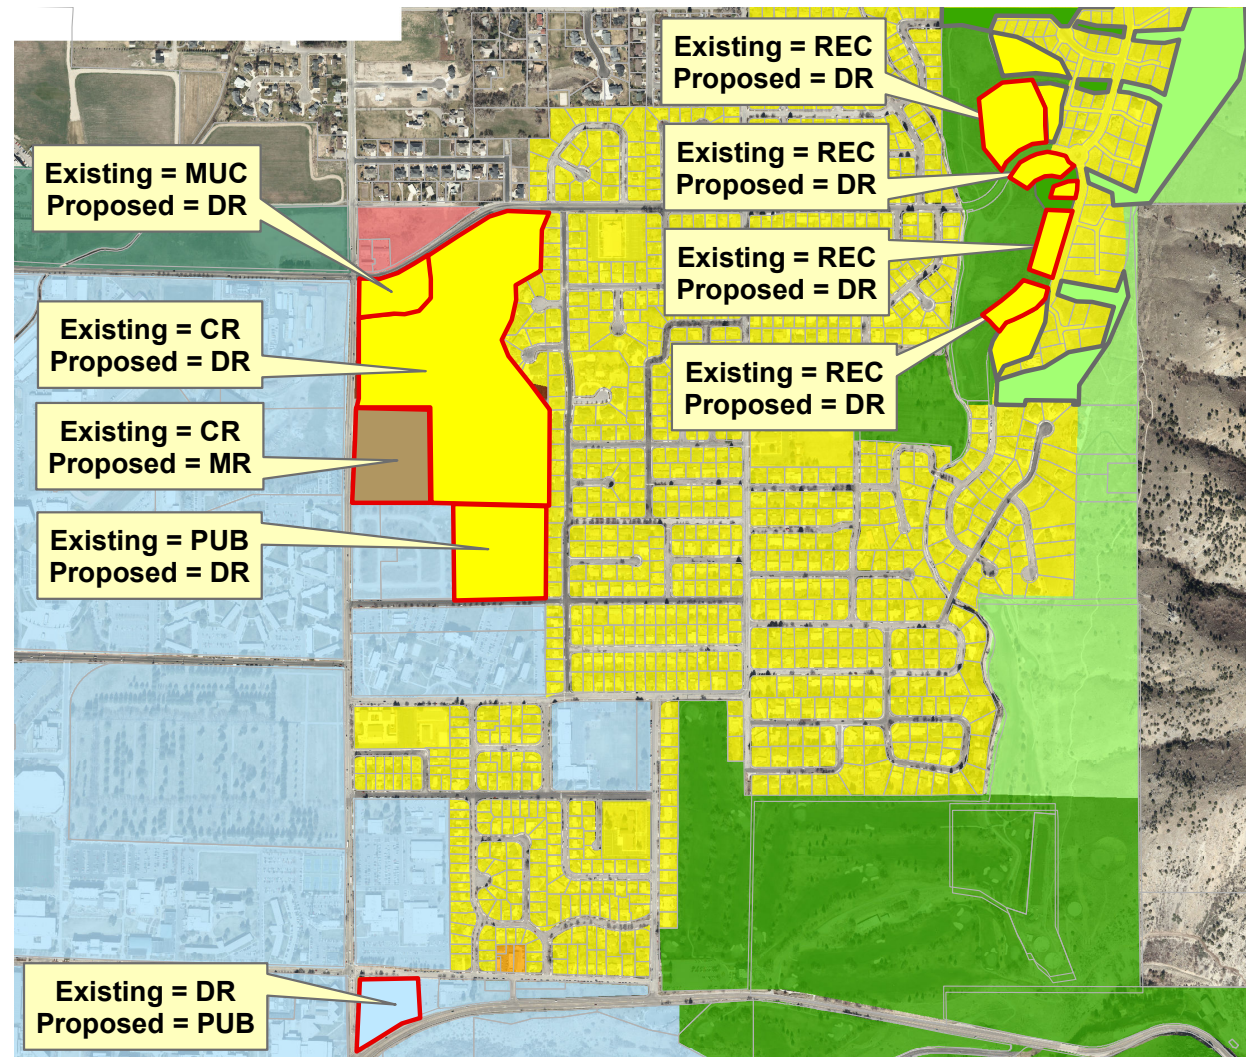 Existing = REC
Proposed = DR
Existing = REC
Proposed = DR
Existing = MUC
Proposed = DR
Existing = REC
Proposed = DR
Existing = CR
Proposed = DR
Existing = REC
Proposed = DR
Existing = CR
Proposed = MR
Existing = PUB
Proposed = DR
Existing = DR
Proposed = PUB